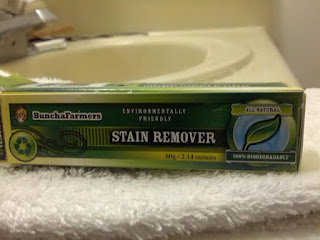 BunchaFarmers
ENVIRONMENTALLY
FRIENDLY
STAIN REMOVER
60g / 2.14 ounces
ALL NATURAL
100% BIODEGRADABLE